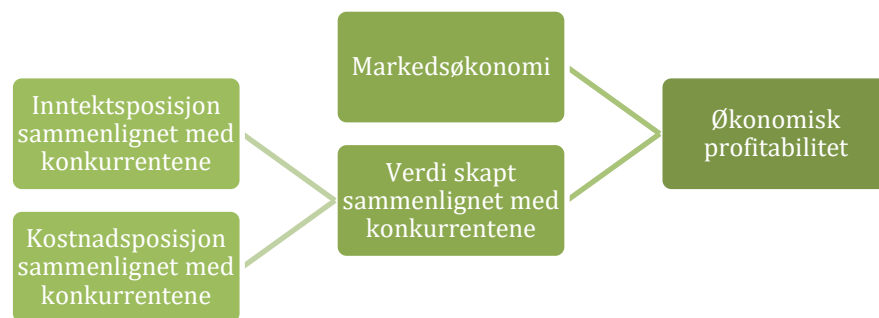 Inntektsposisjon
sammenlignet med
konkurrentene
Kostnadsposisjon
sammenlignet med
konkurrentene
Markedsøkonomi
Verdi skapt
sammenlignet med
konkurrentene
Økonomisk
profitabilitet